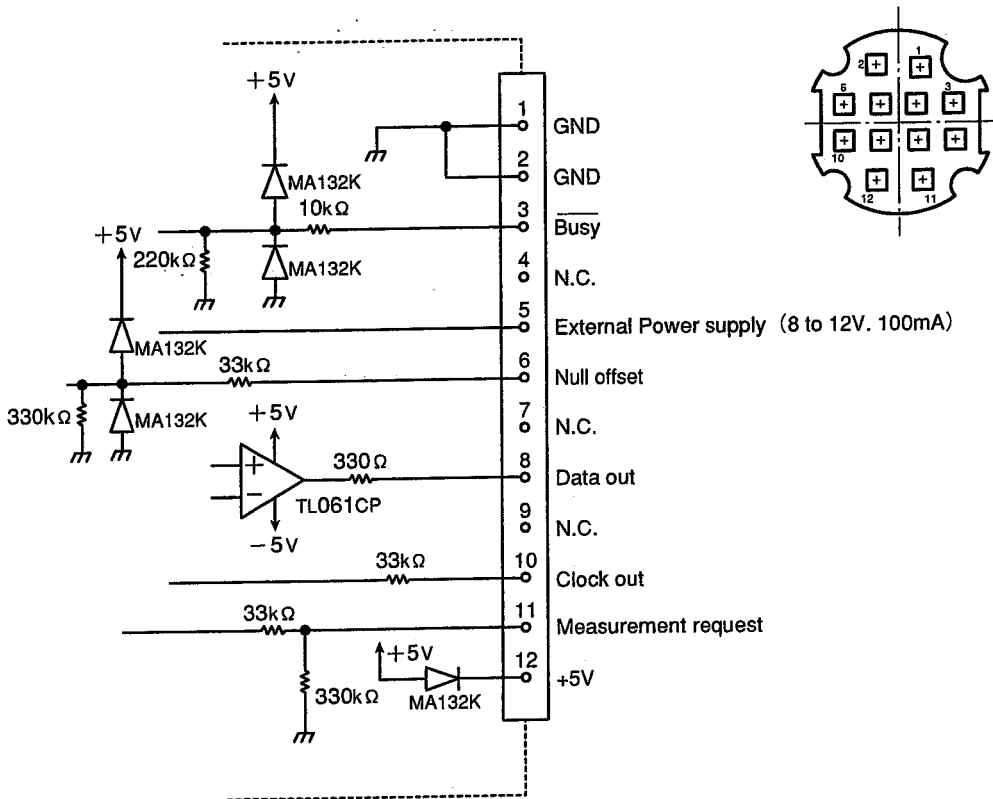 +5V
1
GND
2
GND
MA132K
10kΩ
3
Busy
+5V
220kΩ
MA132K
4
N.C.
5
External Power supply (8 to 12V. 100mA)
MA132K
33kΩ
6
Null offset
330kΩ
MA132K
+5V
7
N.C.
+
−
330Ω
8
Data out
TL061CP
−5V
9
N.C.
33kΩ
10
Clock out
33kΩ
11
Measurement request
+5V
12
+5V
330kΩ
MA132K
2
1
6
3
10
12
11